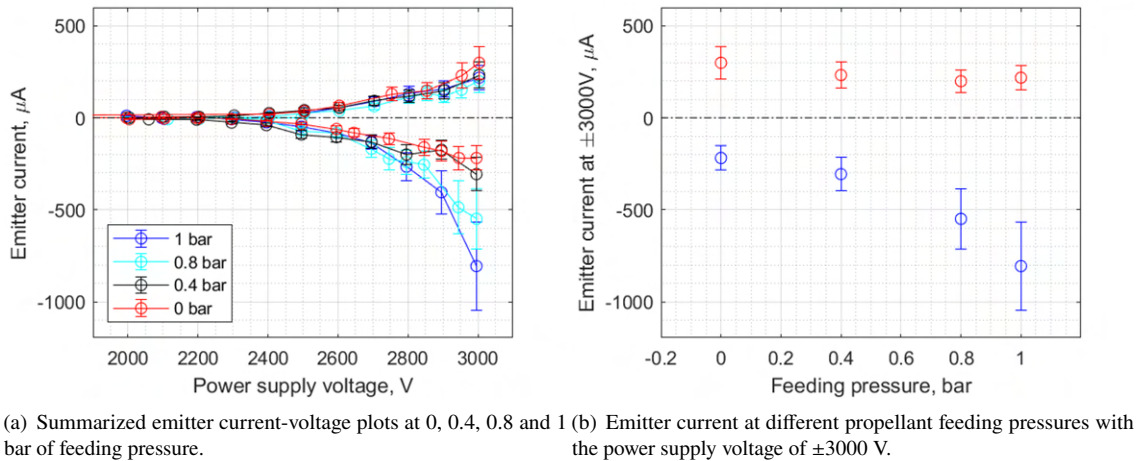 500
0
-500
-1000
Emitter current, μA
1 bar
0.8 bar
0.4 bar
0 bar
2000 2200 2400 2600 2800 3000
Power supply voltage, V
500
0
-500
-1000
Emitter current at ±3000V, μA
-0.2 0 0.2 0.4 0.6 0.8 1 1.2
Feeding pressure, bar
(a) Summarized emitter current-voltage plots at 0, 0.4, 0.8 and 1
bar of feeding pressure.
(b) Emitter current at different propellant feeding pressures with
the power supply voltage of ±3000 V.